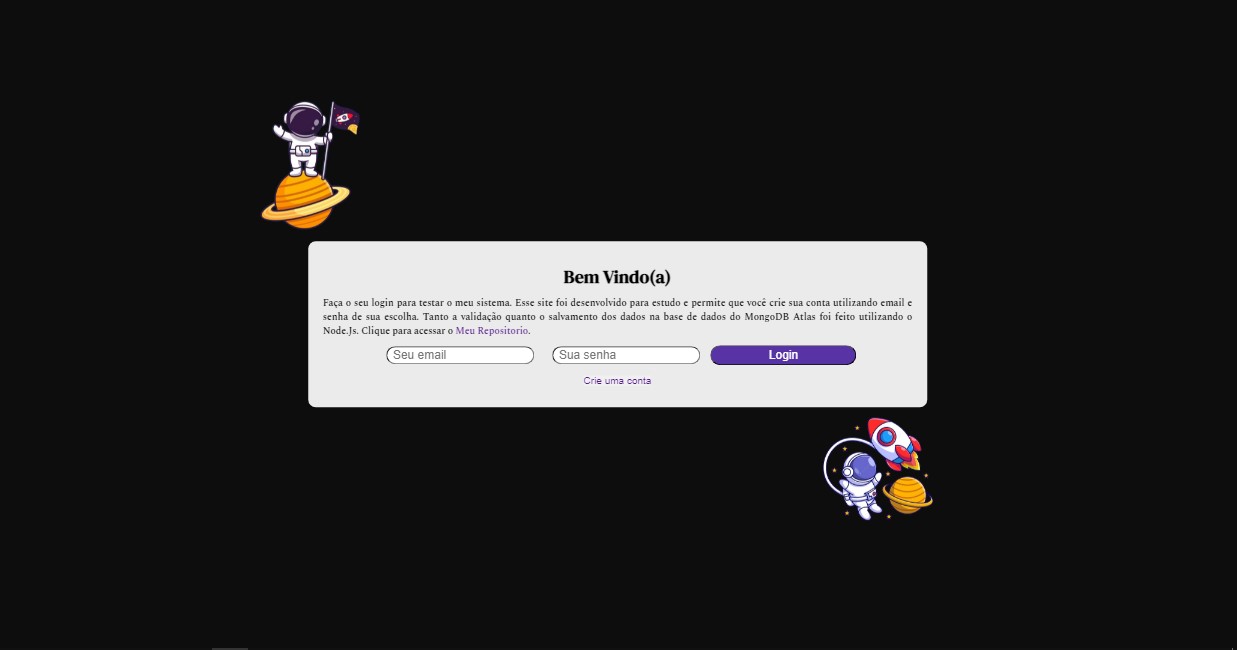 Bem Vindo(a)
Faça o seu login para testar o meu sistema. Esse site foi desenvolvido para estudo e permite que você crie sua conta utilizando email e
senha de sua escolha. Tanto a validação quanto o salvamento dos dados na base de dados do MongoDB Atlas foi feito utilizando o
Node.Js. Clique para acessar o Meu Repositorio.
Seu email Sua senha Login
Crie uma conta